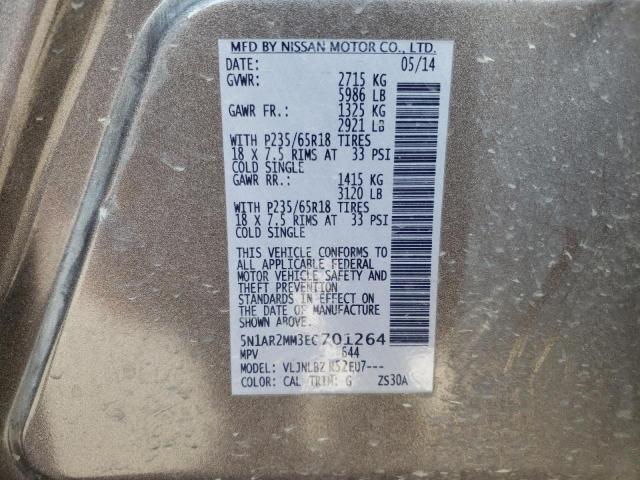 MFD BY NISSAN MOTOR CO., LTD.
DATE: 05/14
GVWR: 2715 KG
5986 LB
GAWR FR.: 1325 KG
2921 LB
WITH P235/65R18 TIRES
18 X 7.5 RIMS AT 33 PSI
COLD SINGLE
GAWR RR.: 1415 KG
3120 LB
WITH P235/65R18 TIRES
18 X 7.5 RIMS AT 33 PSI
COLD SINGLE
THIS VEHICLE CONFORMS TO
ALL APPLICABLE FEDERAL
MOTOR VEHICLE SAFETY AND
THEFT PREVENTION
STANDARDS IN EFFECT ON
THE DATE OF MANUFACTURE
SHOWN ABOVE.
5N1AR2MM3EC701264
MPV 644
MODEL: VLJNLBZ R52EU7---
COLOR: CAL TRIM: G ZS30A